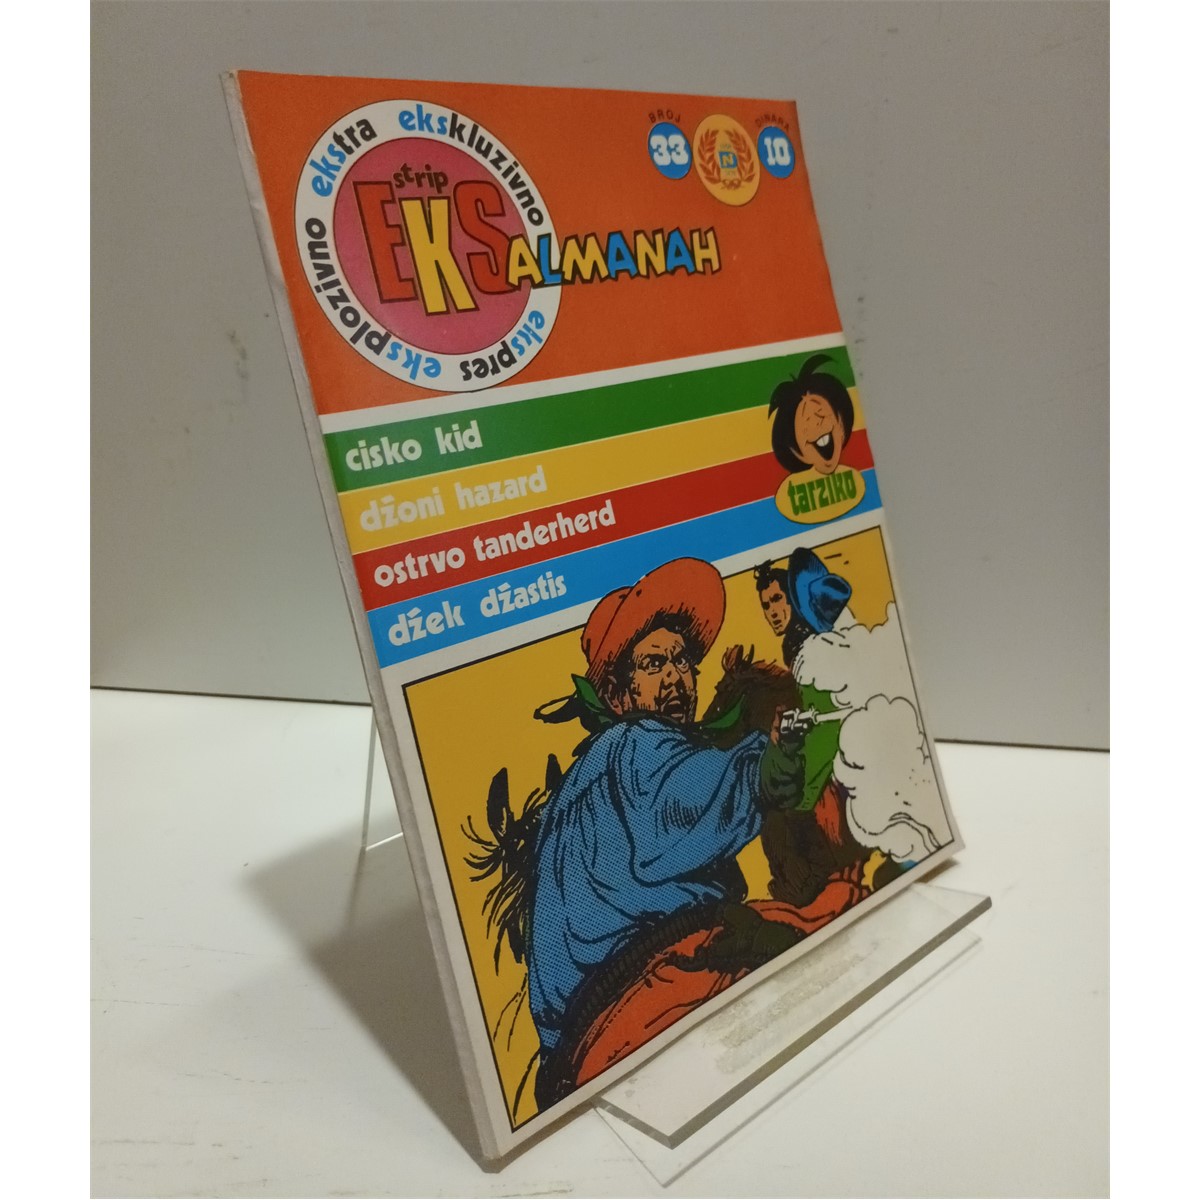 ekstra ekskluzivno
ekspres eksplozivno
strip
EKS ALMANAH
BROJ
33
N
DINARA
10
cisko kid
džoni hazard
ostrvo tanderherd
džek džastis
tarziko